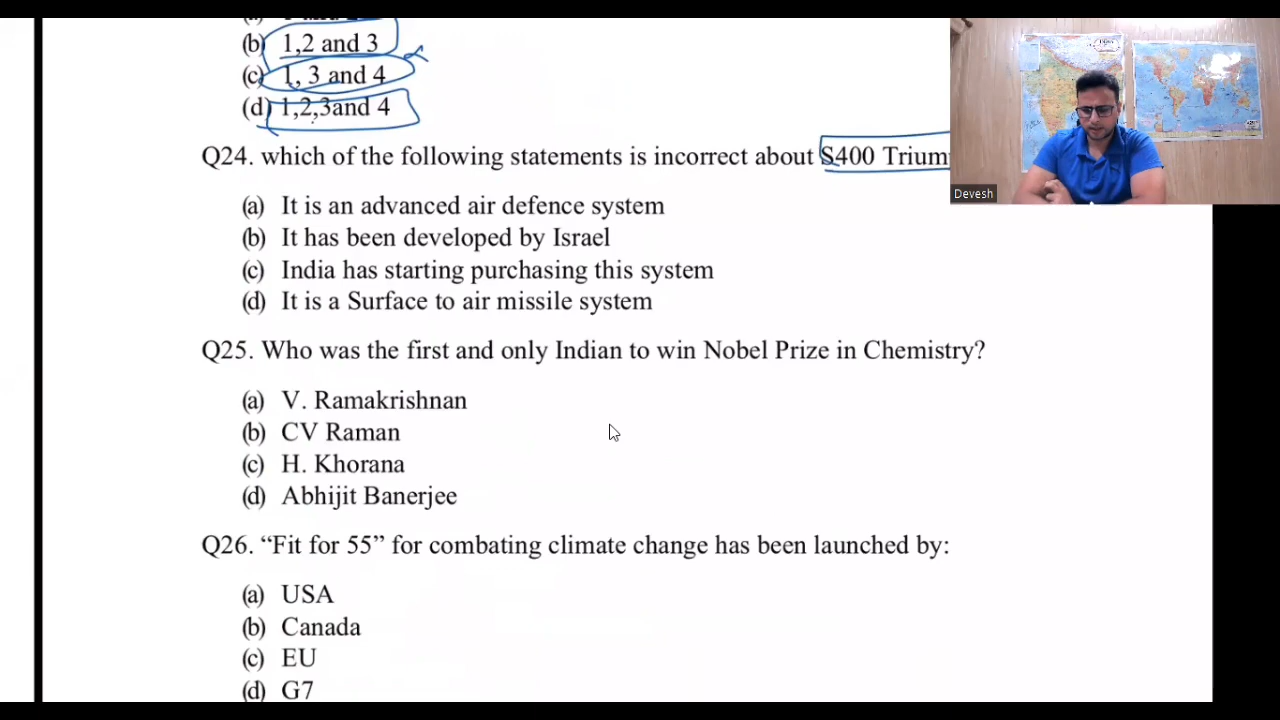 (b) 1,2 and 3
(c) 1, 3 and 4
(d) 1,2,3and 4
Q24. which of the following statements is incorrect about S400 Trium
Devesh
(a) It is an advanced air defence system
(b) It has been developed by Israel
(c) India has starting purchasing this system
(d) It is a Surface to air missile system
Q25. Who was the first and only Indian to win Nobel Prize in Chemistry?
(a) V. Ramakrishnan
(b) CV Raman
(c) H. Khorana
(d) Abhijit Banerjee
Q26. “Fit for 55” for combating climate change has been launched by:
(a) USA
(b) Canada
(c) EU
(d) G7